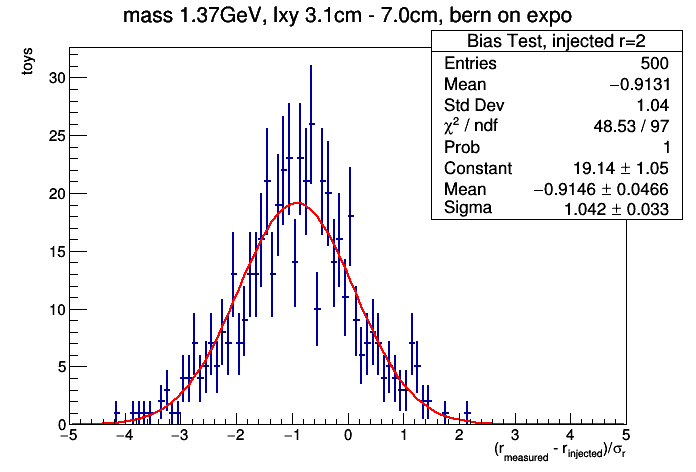 mass 1.37GeV, lxy 3.1cm - 7.0cm, bern on expo
Bias Test, injected r=2
Entries 500
Mean −0.9131
Std Dev 1.04
χ² / ndf 48.53 / 97
Prob 1
Constant 19.14 ± 1.05
Mean −0.9146 ± 0.0466
Sigma 1.042 ± 0.033
toys
30
25
20
15
10
5
0
−5 −4 −3 −2 −1 0 1 2 3 4 5
(r_measured - r_injected)/σ_r